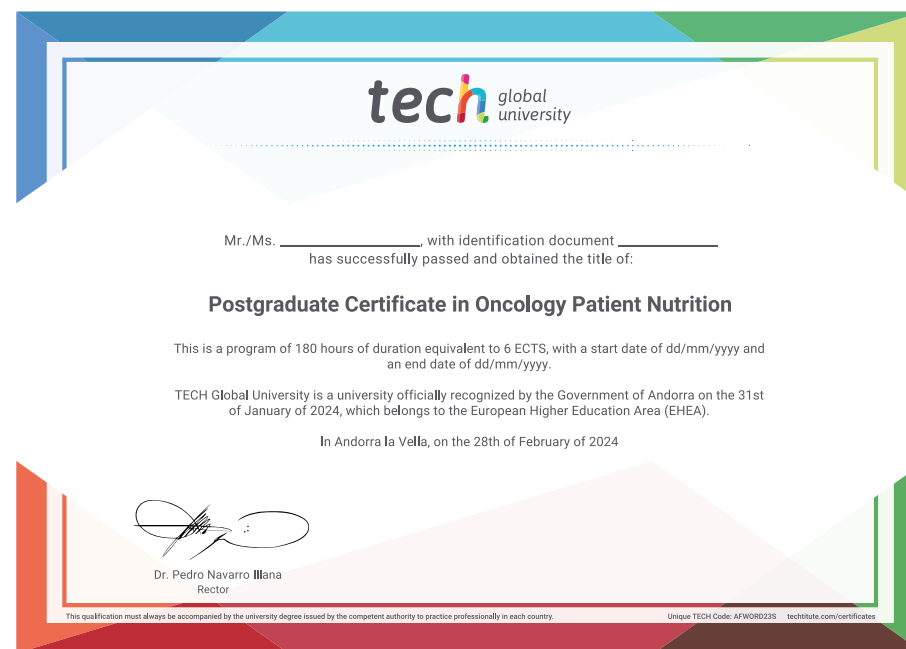 tech global
university
Mr./Ms. ____________, with identification document ____________
has successfully passed and obtained the title of:
Postgraduate Certificate in Oncology Patient Nutrition
This is a program of 180 hours of duration equivalent to 6 ECTS, with a start date of dd/mm/yyyy and
an end date of dd/mm/yyyy.
TECH Global University is a university officially recognized by the Government of Andorra on the 31st
of January of 2024, which belongs to the European Higher Education Area (EHEA).
In Andorra la Vella, on the 28th of February of 2024
Dr. Pedro Navarro Illana
Rector
This qualification must always be accompanied by the university degree issued by the competent authority to practice professionally in each country.
Unique TECH Code: AFWORD23S techtitute.com/certificates